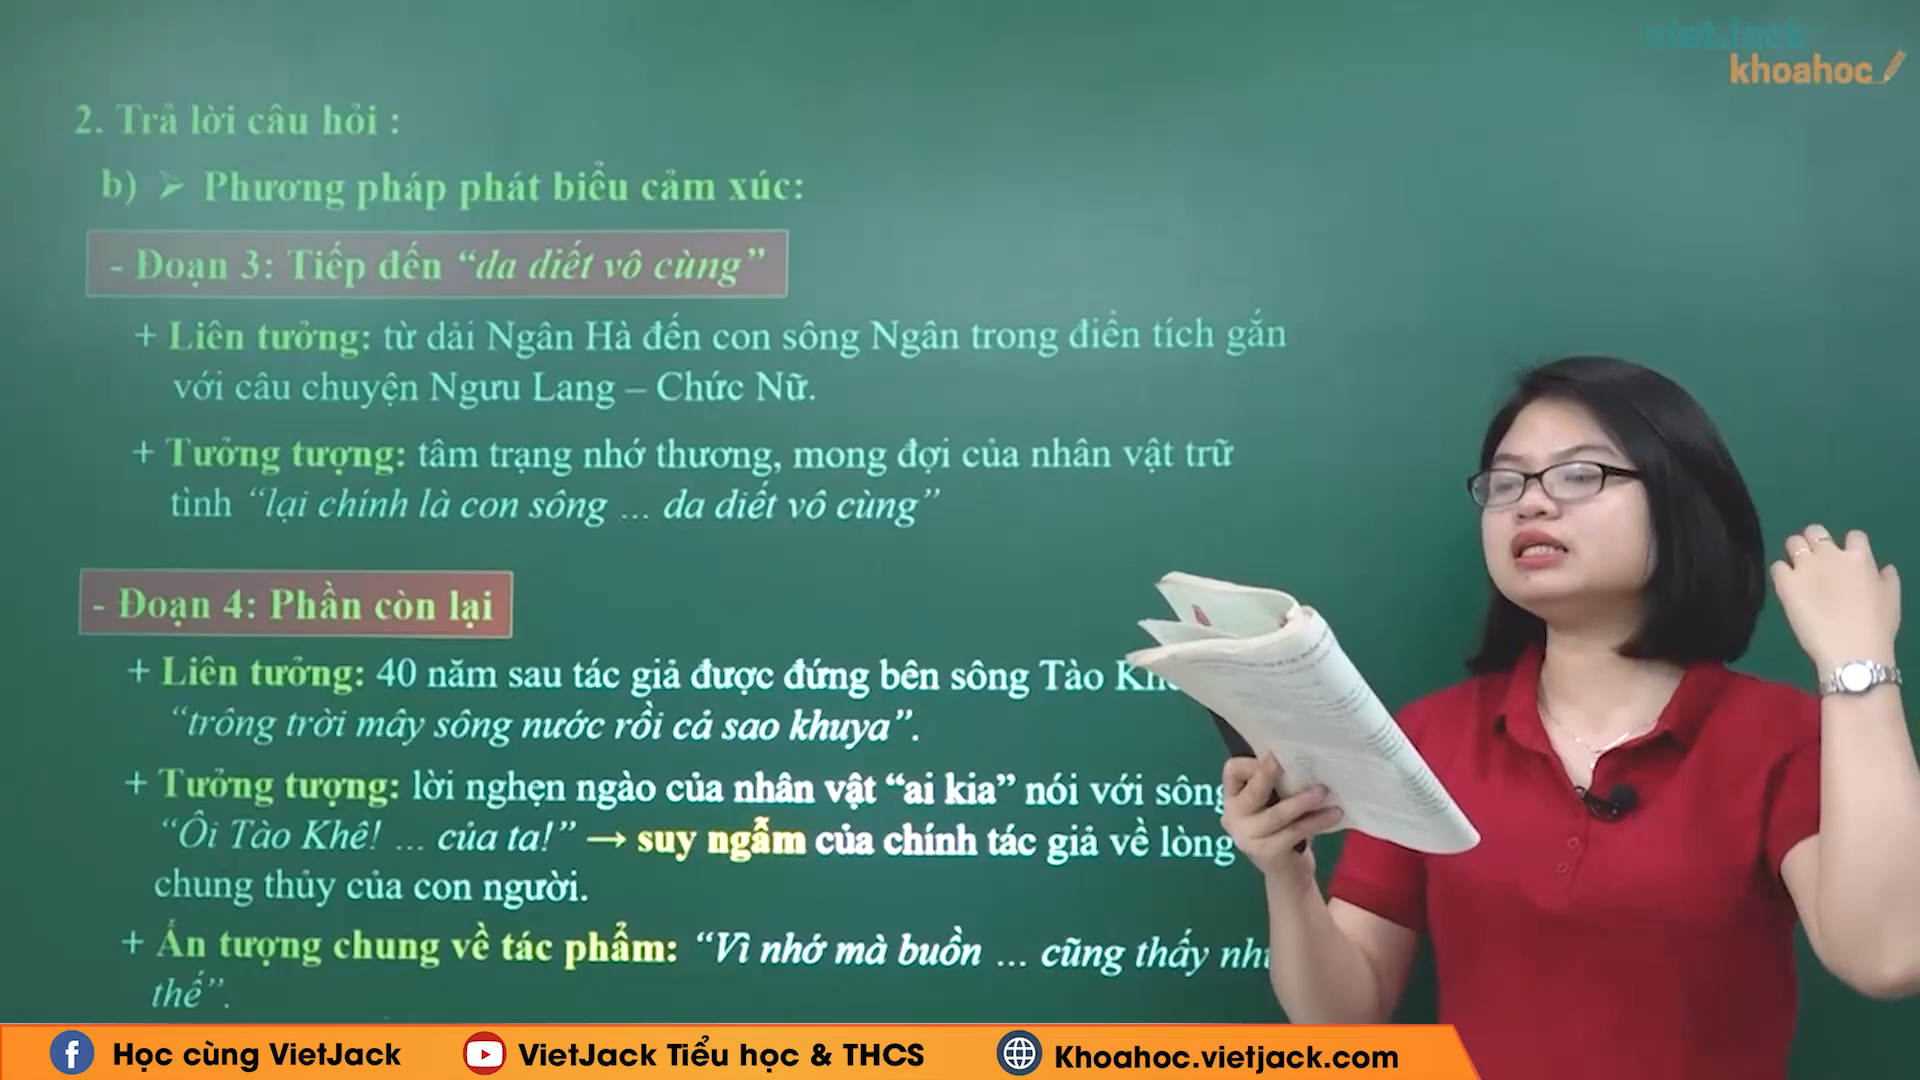 vietJack
khoahoc
2. Trả lời câu hỏi :
b) ➢ Phương pháp phát biểu cảm xúc:
- Đoạn 3: Tiếp đến “da diết vô cùng”
+ Liên tưởng: từ dải Ngân Hà đến con sông Ngân trong điển tích gắn
với câu chuyện Ngưu Lang – Chức Nữ.
+ Tưởng tượng: tâm trạng nhớ thương, mong đợi của nhân vật trữ
tình “lại chính là con sông ... da diết vô cùng”
- Đoạn 4: Phần còn lại
+ Liên tưởng: 40 năm sau tác giả được đứng bên sông Tào
“trông trời mây sông nước rồi cả sao khuya”.
+ Tưởng tượng: lời nghẹn ngào của nhân vật “ai kia” nói với sông
“Ôi Tào Khê! ... của ta!” → suy ngẫm của chính tác giả về lòng
chung thủy của con người.
+ Ấn tượng chung về tác phẩm: “Vì nhớ mà buồn ... cũng thấy
thế”.
Học cùng VietJack
VietJack Tiểu học & THCS
Khoahoc.vietjack.com